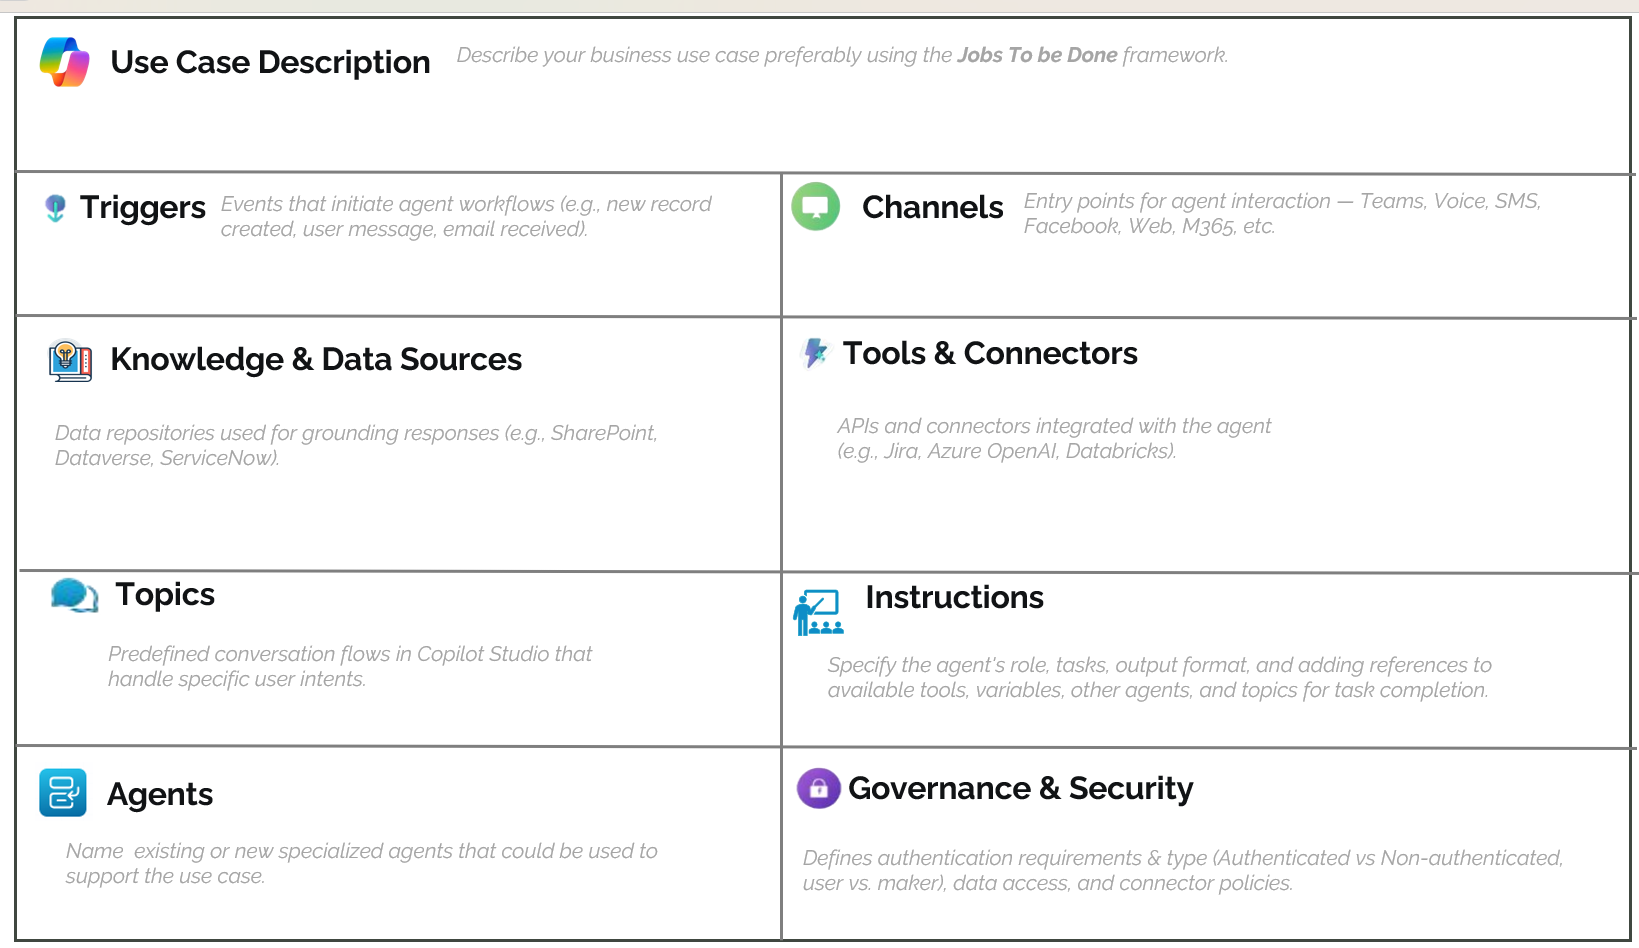 Use Case Description
Describe your business use case preferably using the Jobs To be Done framework.
Triggers
Events that initiate agent workflows (e.g., new record
created, user message, email received).
Channels
Entry points for agent interaction — Teams, Voice, SMS,
Facebook, Web, M365, etc.
Knowledge & Data Sources
Data repositories used for grounding responses (e.g., SharePoint,
Dataverse, ServiceNow).
Tools & Connectors
APIs and connectors integrated with the agent
(e.g., Jira, Azure OpenAI, Databricks).
Topics
Predefined conversation flows in Copilot Studio that
handle specific user intents.
Instructions
Specify the agent's role, tasks, output format, and adding references to
available tools, variables, other agents, and topics for task completion.
Agents
Name  existing or new specialized agents that could be used to
support the use case.
Governance & Security
Defines authentication requirements & type (Authenticated vs Non-authenticated,
user vs. maker), data access, and connector policies.